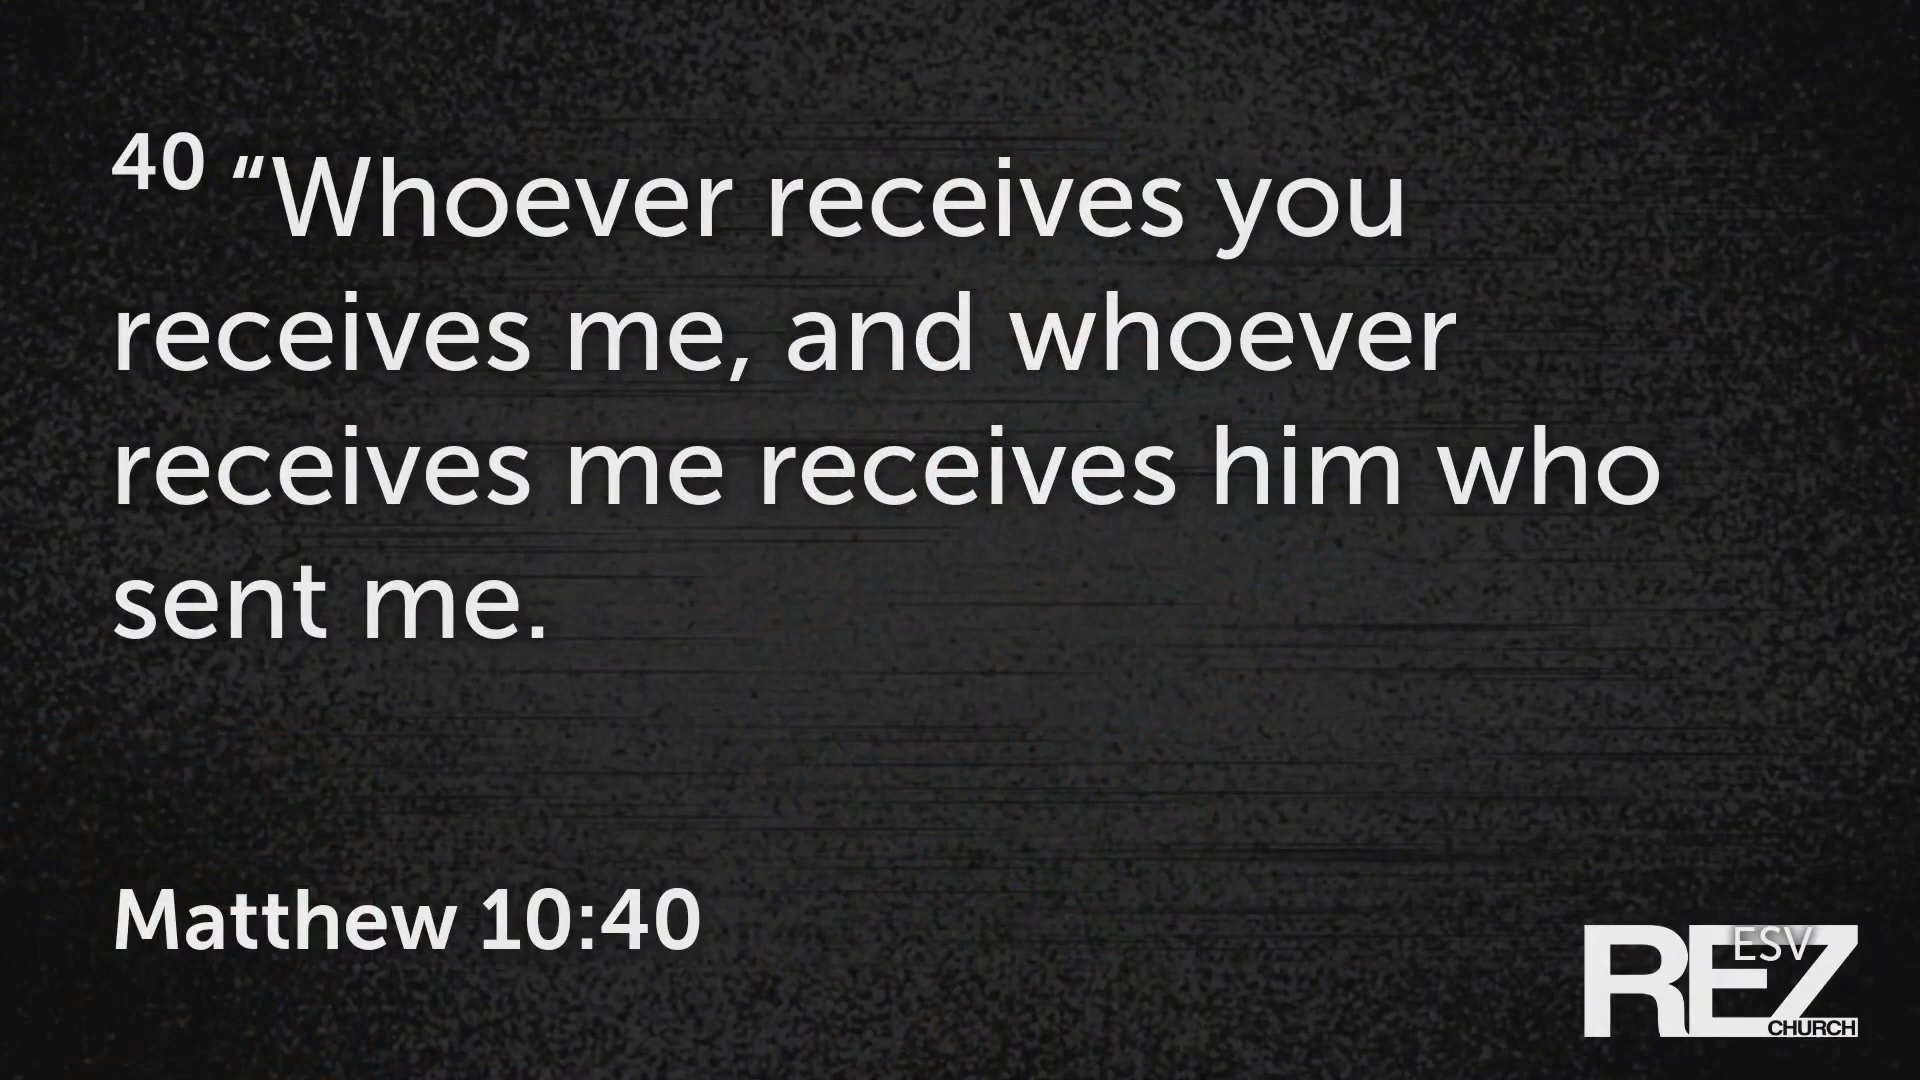 40 “Whoever receives you
receives me, and whoever
receives me receives him who
sent me.
Matthew 10:40
ESV
REZ
CHURCH